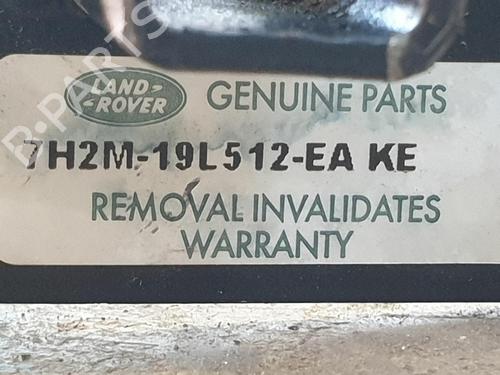 LAND-
-ROVER
GENUINE PARTS
7H2M-19L512-EA KE
REMOVAL INVALIDATES
WARRANTY
B-PARTS